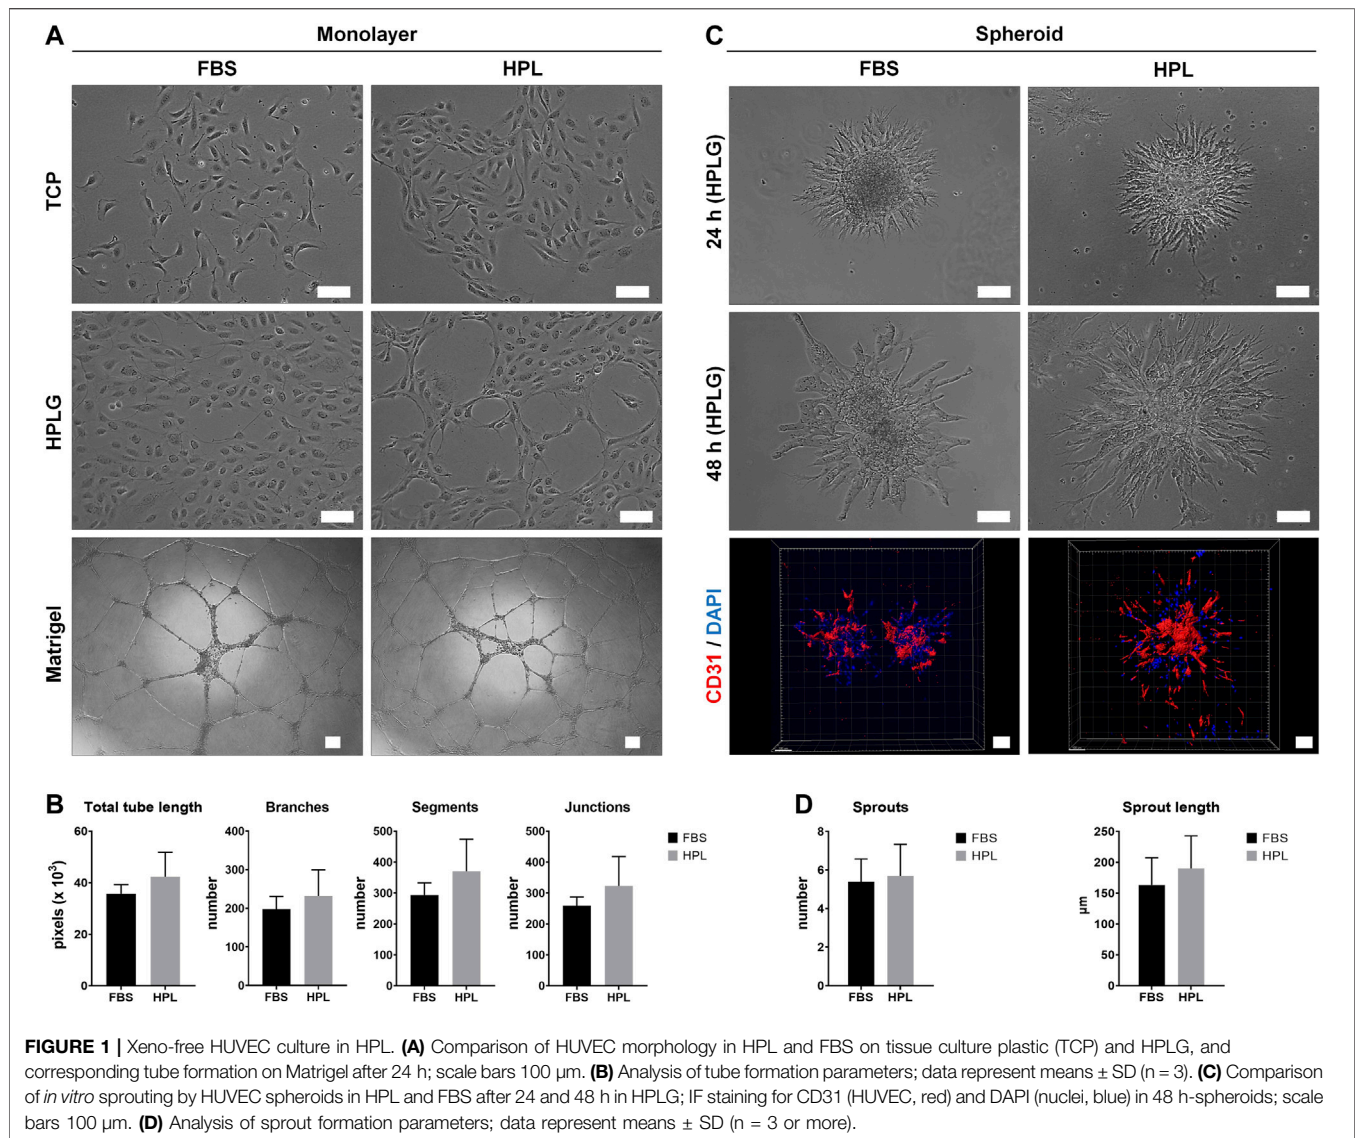 A
Monolayer
FBS
HPL
TCP
HPLG
Matrigel
C
Spheroid
FBS
HPL
24 h (HPLG)
48 h (HPLG)
CD31 / DAPI
B
Total tube length
pixels (x 10³)
60
40
20
0
FBS
HPL
Branches
number
400
300
200
100
0
FBS
HPL
Segments
number
500
400
300
200
100
0
FBS
HPL
Junctions
number
500
400
300
200
100
0
FBS
HPL
FBS
HPL
D
Sprouts
number
8
6
4
2
0
FBS
HPL
FBS
HPL
Sprout length
µm
250
200
150
100
50
0
FBS
HPL
FBS
HPL
FIGURE 1 | Xeno-free HUVEC culture in HPL. (A) Comparison of HUVEC morphology in HPL and FBS on tissue culture plastic (TCP) and HPLG, and
corresponding tube formation on Matrigel after 24 h; scale bars 100 µm. (B) Analysis of tube formation parameters; data represent means ± SD (n = 3). (C) Comparison
of in vitro sprouting by HUVEC spheroids in HPL and FBS after 24 and 48 h in HPLG; IF staining for CD31 (HUVEC, red) and DAPI (nuclei, blue) in 48 h-spheroids; scale
bars 100 µm. (D) Analysis of sprout formation parameters; data represent means ± SD (n = 3 or more).